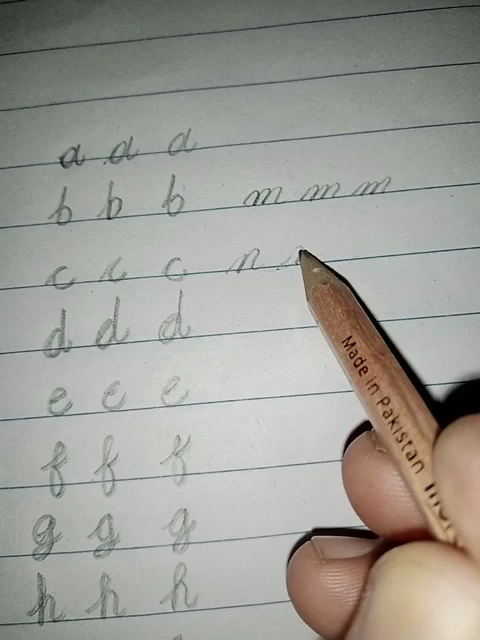 a a a
b b b m m m
c c c n
d d d
e e e
f f f
g g g
h h h
Made in Pakistan